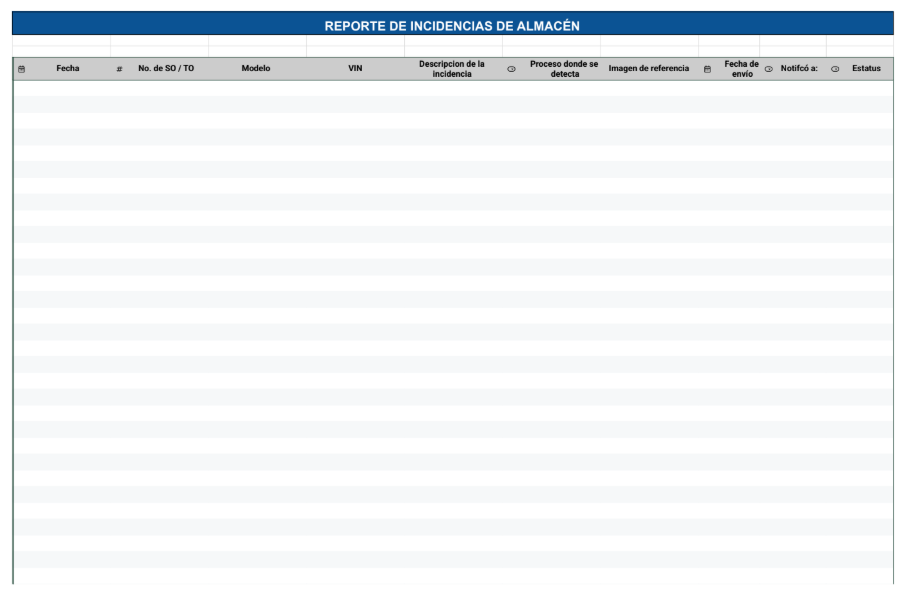 REPORTE DE INCIDENCIAS DE ALMACÉN
Fecha
# No. de SO / TO
Modelo
VIN
Descripcion de la
incidencia
Proceso donde se
detecta
Imagen de referencia
Fecha de
envío
Notifcó a:
Estatus